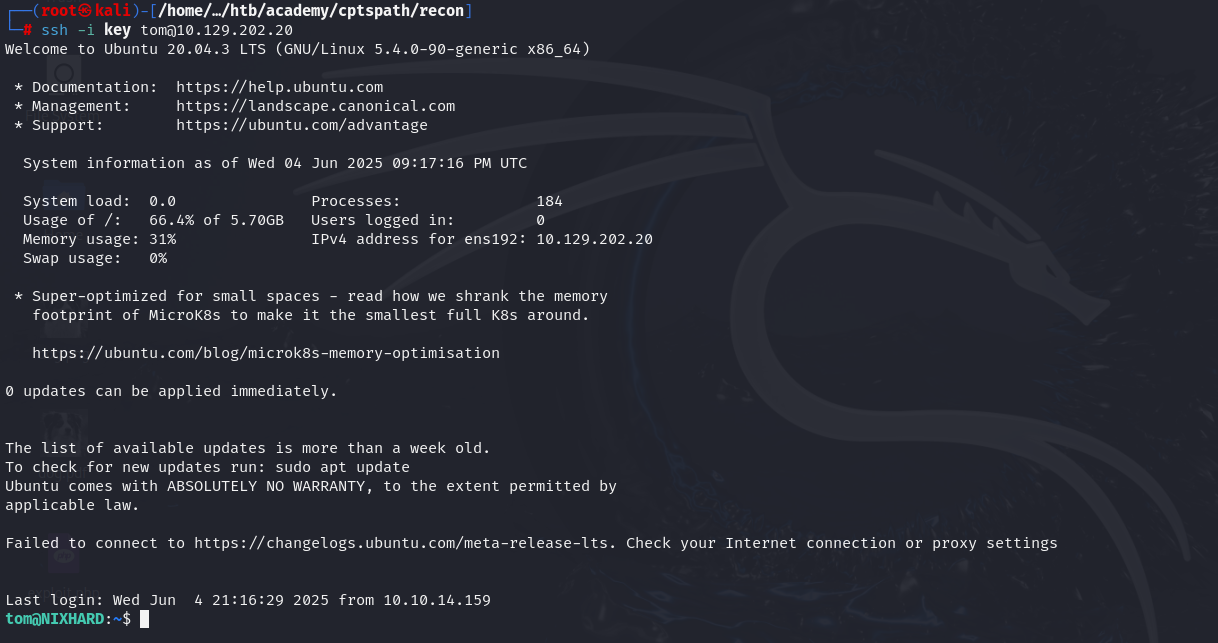 ┌──(root㉿kali)-[/home/…/htb/academy/cptspath/recon]
└─# ssh -i key tom@10.129.202.20
Welcome to Ubuntu 20.04.3 LTS (GNU/Linux 5.4.0-90-generic x86_64)
* Documentation:  https://help.ubuntu.com
* Management:     https://landscape.canonical.com
* Support:        https://ubuntu.com/advantage
System information as of Wed 04 Jun 2025 09:17:16 PM UTC
System load:  0.0               Processes:               184
Usage of /:   66.4% of 5.70GB   Users logged in:         0
Memory usage: 31%               IPv4 address for ens192: 10.129.202.20
Swap usage:   0%
* Super-optimized for small spaces - read how we shrank the memory
footprint of MicroK8s to make it the smallest full K8s around.
https://ubuntu.com/blog/microk8s-memory-optimisation
0 updates can be applied immediately.
The list of available updates is more than a week old.
To check for new updates run: sudo apt update
Ubuntu comes with ABSOLUTELY NO WARRANTY, to the extent permitted by
applicable law.
Failed to connect to https://changelogs.ubuntu.com/meta-release-lts. Check your Internet connection or proxy settings
Last login: Wed Jun  4 21:16:29 2025 from 10.10.14.159
tom@NIXHARD:~$